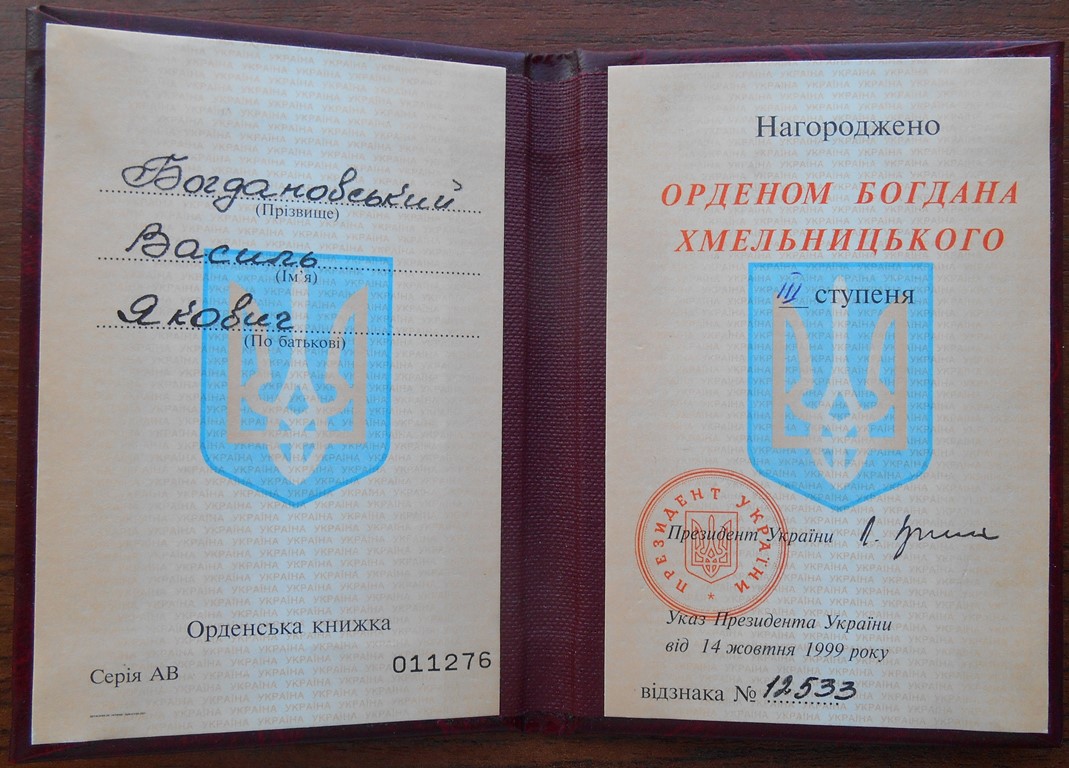 Богдановський
(Прізвище)
Василь
(Ім'я)
Якович
(По батькові)
Орденська книжка
Серія АВ 011276
Нагороджено
ОРДЕНОМ БОГДАНА
ХМЕЛЬНИЦЬКОГО
III ступеня
ПРЕЗИДЕНТ УКРАЇНИ
Президент України
Указ Президента України
від 14 жовтня 1999 року
відзнака № 12533